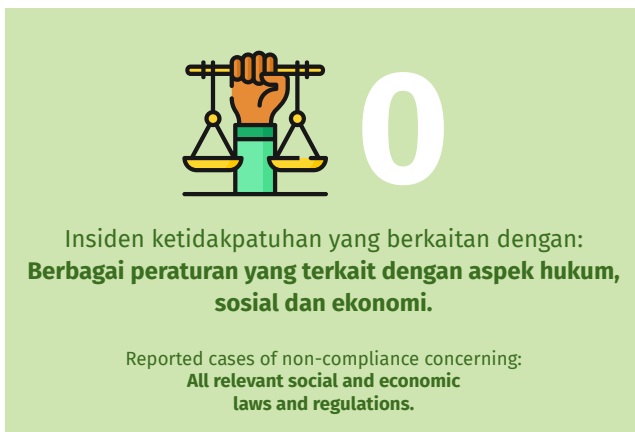 0
Insiden ketidakpatuhan yang berkaitan dengan:
Berbagai peraturan yang terkait dengan aspek hukum,
sosial dan ekonomi.
Reported cases of non-compliance concerning:
All relevant social and economic
laws and regulations.